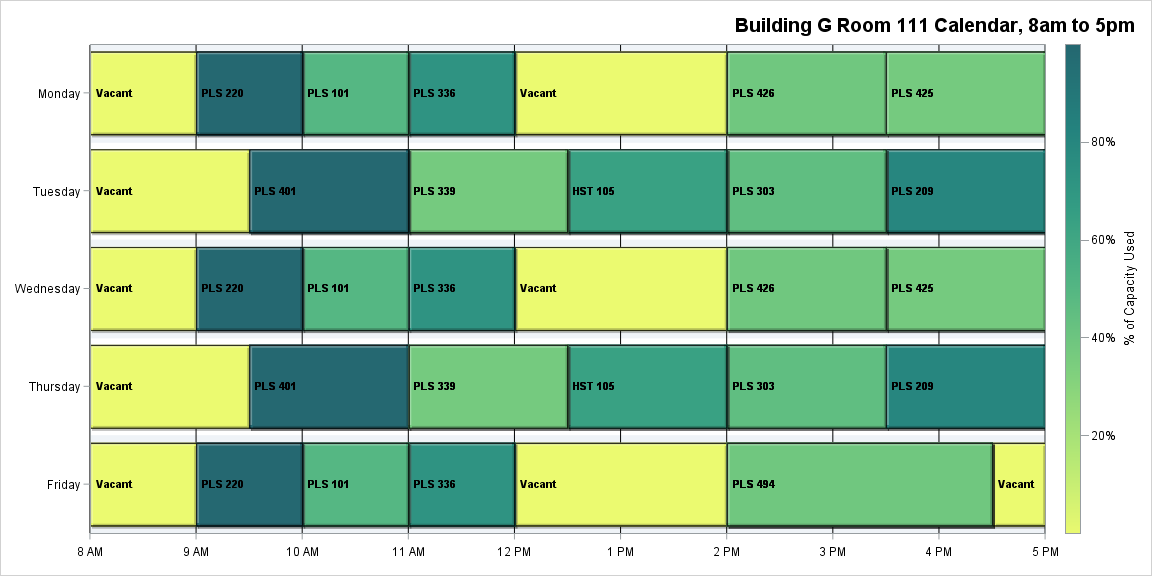 Building G Room 111 Calendar, 8am to 5pm
Monday
Vacant
PLS 220
PLS 101
PLS 336
Vacant
PLS 426
PLS 425
Tuesday
Vacant
PLS 401
PLS 339
HST 105
PLS 303
PLS 209
Wednesday
Vacant
PLS 220
PLS 101
PLS 336
Vacant
PLS 426
PLS 425
Thursday
Vacant
PLS 401
PLS 339
HST 105
PLS 303
PLS 209
Friday
Vacant
PLS 220
PLS 101
PLS 336
Vacant
PLS 494
Vacant
8 AM
9 AM
10 AM
11 AM
12 PM
1 PM
2 PM
3 PM
4 PM
5 PM
80%
60%
40%
20%
% of Capacity Used